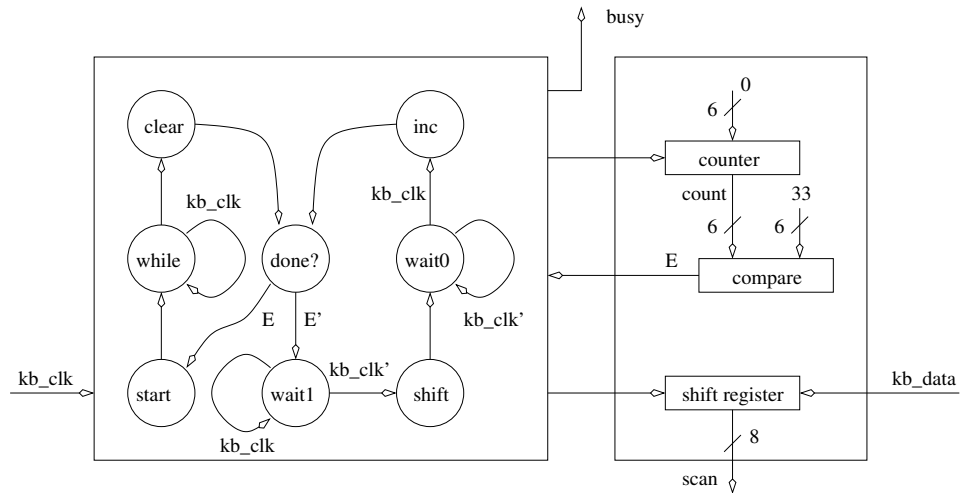 busy
0
6
clear
inc
counter
kb_clk
kb_clk
count
33
6
6
while
done?
wait0
E
compare
E
E'
kb_clk'
kb_clk
kb_clk'
kb_data
start
wait1
shift
shift register
kb_clk
8
scan